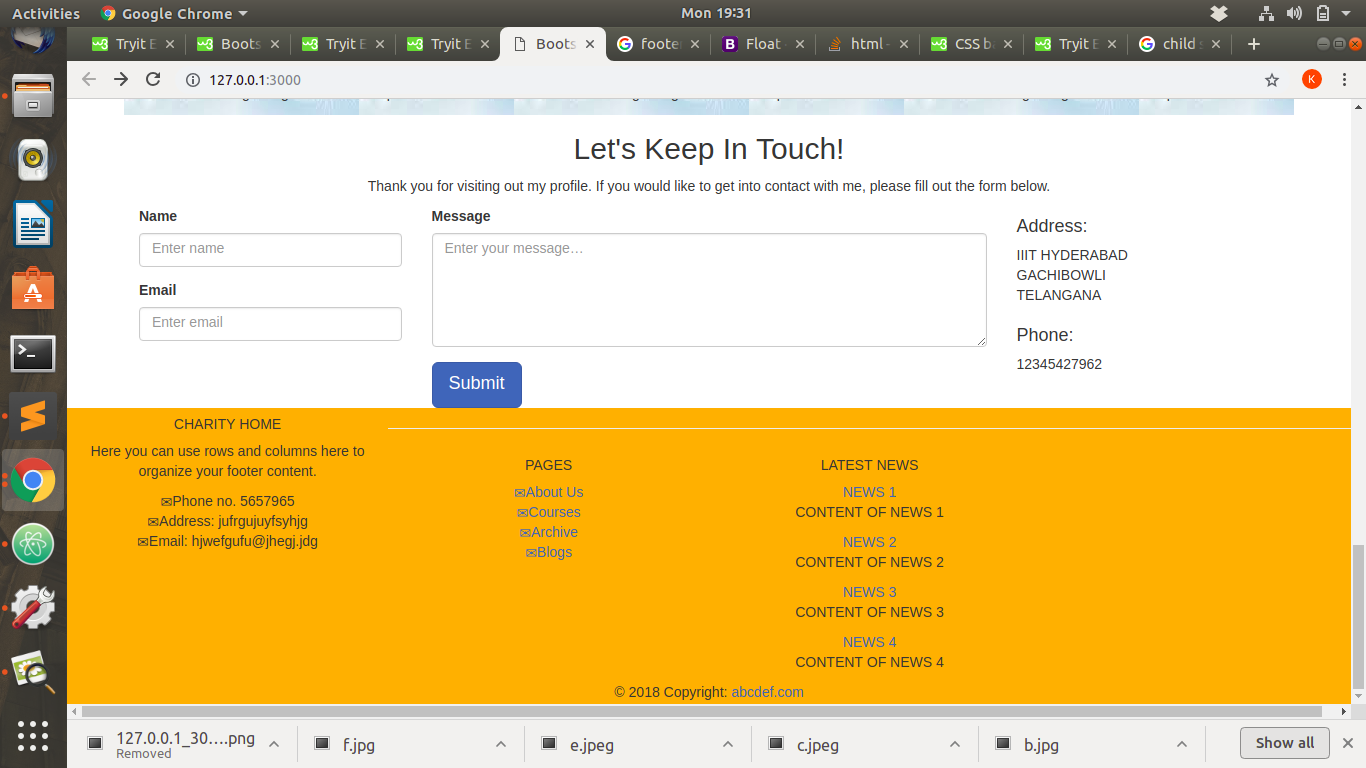 Activities Google Chrome Mon 19:31
Tryit E Boots Tryit E Tryit E Boots foote Float html - CSS b Tryit E child s
127.0.0.1:3000 K
Let's Keep In Touch!
Thank you for visiting out my profile. If you would like to get into contact with me, please fill out the form below.
Name Message Address:
Enter name Enter your message…
IIIT HYDERABAD
GACHIBOWLI
Email TELANGANA
Enter email
Phone:
12345427962
Submit
CHARITY HOME
Here you can use rows and columns here to
organize your footer content.
✉Phone no. 5657965
✉Address: jufrgujuyfsyhjg
✉Email: hjwefgufu@jhegj.jdg
PAGES
✉About Us
✉Courses
✉Archive
✉Blogs
LATEST NEWS
NEWS 1
CONTENT OF NEWS 1
NEWS 2
CONTENT OF NEWS 2
NEWS 3
CONTENT OF NEWS 3
NEWS 4
CONTENT OF NEWS 4
© 2018 Copyright: abcdef.com
127.0.0.1_30....png f.jpg e.jpeg c.jpeg b.jpg Show all
Removed